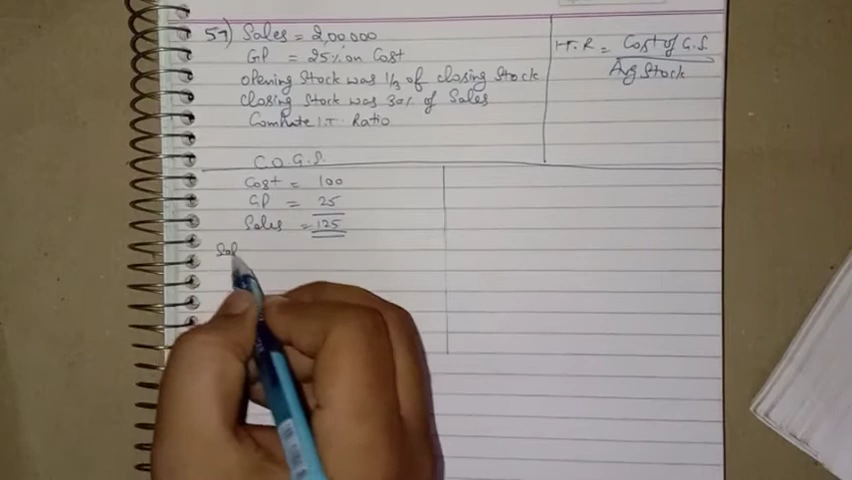 57) Sales = 2,00,000
GP = 25% on Cost
opening Stock was 1/3 of closing Stock
closing Stock was 30% of Sales
Compute I.T. Ratio
I.T.R = Cost of G.S.
Avg Stock
C O G.S.
Cost = 100
GP = 25
Sales = 125
Sal